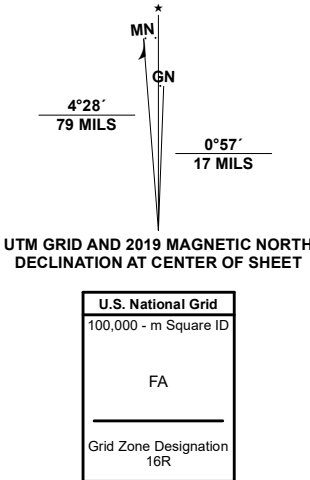 ★
MN
GN
4°28´
79 MILS
0°57´
17 MILS
UTM GRID AND 2019 MAGNETIC NORTH
DECLINATION AT CENTER OF SHEET
U.S. National Grid
100,000 - m Square ID
FA
Grid Zone Designation
16R